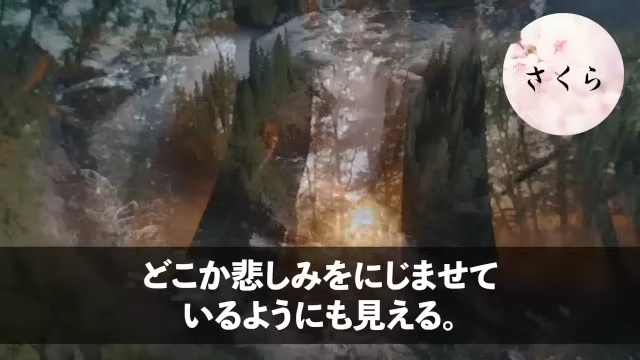 さくら
どこか悲しみをにじませて
いるようにも見える。